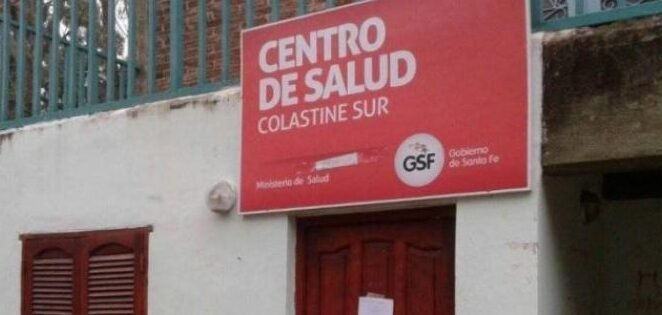 CENTRO
DE SALUD
COLASTINE SUR
Ministerio de Salud
GSF
Gobierno
de Santa Fe